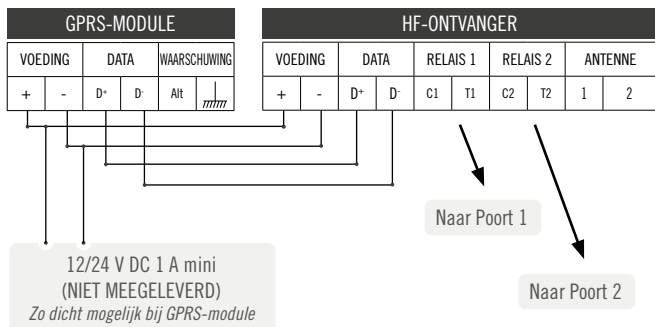 GPRS-MODULE
HF-ONTVANGER
VOEDING DATA WAARSCHUWING
VOEDING DATA RELAIS 1 RELAIS 2 ANTENNE
+ - D+ D- Alt
+ - D+ D- C1 T1 C2 T2 1 2
Naar Poort 1
12/24 V DC 1 A mini
(NIET MEEGELEVERD)
Zo dicht mogelijk bij GPRS-module
Naar Poort 2